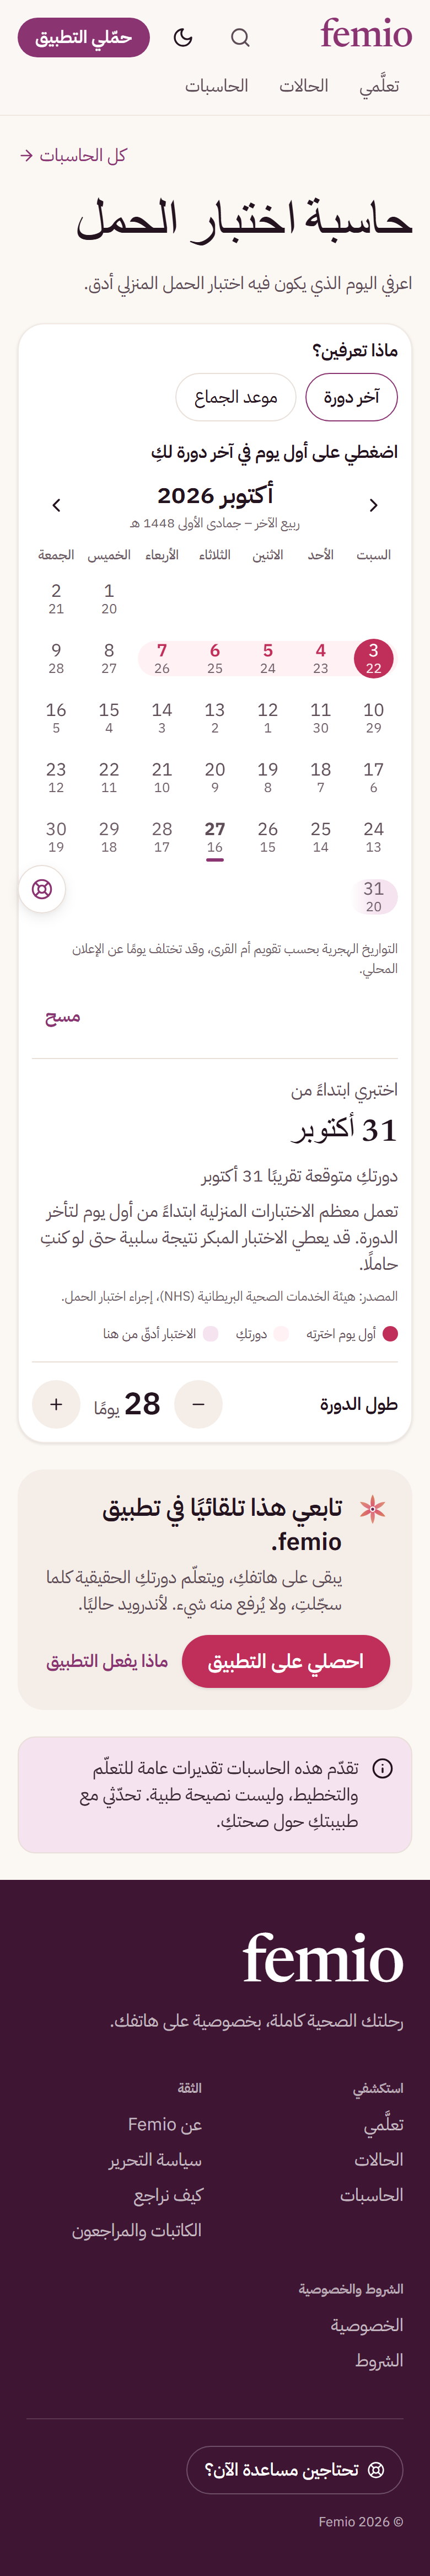 femio
حمّلي التطبيق
تعلَّمي الحالات الحاسبات
كل الحاسبات
حاسبة اختبار الحمل
اعرفي اليوم الذي يكون فيه اختبار الحمل المنزلي أدق.
ماذا تعرفين؟
آخر دورة موعد الجماع
اضغطي على أول يوم في آخر دورة لكِ
أكتوبر 2026
ربيع الآخر – جمادى الأولى 1448 هـ
السبت الأحد الاثنين الثلاثاء الأربعاء الخميس الجمعة
1 2
20 21
3 4 5 6 7 8 9
22 23 24 25 26 27 28
10 11 12 13 14 15 16
29 30 1 2 3 4 5
17 18 19 20 21 22 23
6 7 8 9 10 11 12
24 25 26 27 28 29 30
13 14 15 16 17 18 19
31
20
التواريخ الهجرية بحسب تقويم أم القرى، وقد تختلف يومًا عن الإعلان
المحلي.
مسح
اختبري ابتداءً من
31 أكتوبر
دورتكِ متوقعة تقريبًا 31 أكتوبر
تعمل معظم الاختبارات المنزلية ابتداءً من أول يوم لتأخر
الدورة. قد يعطي الاختبار المبكر نتيجة سلبية حتى لو كنتِ
حاملًا.
المصدر: هيئة الخدمات الصحية البريطانية (NHS)، إجراء اختبار الحمل.
أول يوم اخترته دورتكِ الاختبار أدقّ من هنا
طول الدورة − 28 يومًا +
تابعي هذا تلقائيًا في تطبيق
femio.
يبقى على هاتفكِ، ويتعلّم دورتكِ الحقيقية كلما
سجّلتِ، ولا يُرفع منه شيء. لأندرويد حاليًا.
احصلي على التطبيق ماذا يفعل التطبيق
تقدّم هذه الحاسبات تقديرات عامة للتعلّم
والتخطيط، وليست نصيحة طبية. تحدّثي مع
طبيبتكِ حول صحتكِ.
femio
رحلتك الصحية كاملة، بخصوصية على هاتفك.
استكشفي
تعلَّمي
الحالات
الحاسبات
الثقة
عن Femio
سياسة التحرير
كيف نراجع
الكاتبات والمراجعون
الشروط والخصوصية
الخصوصية
الشروط
تحتاجين مساعدة الآن؟
© 2026 Femio